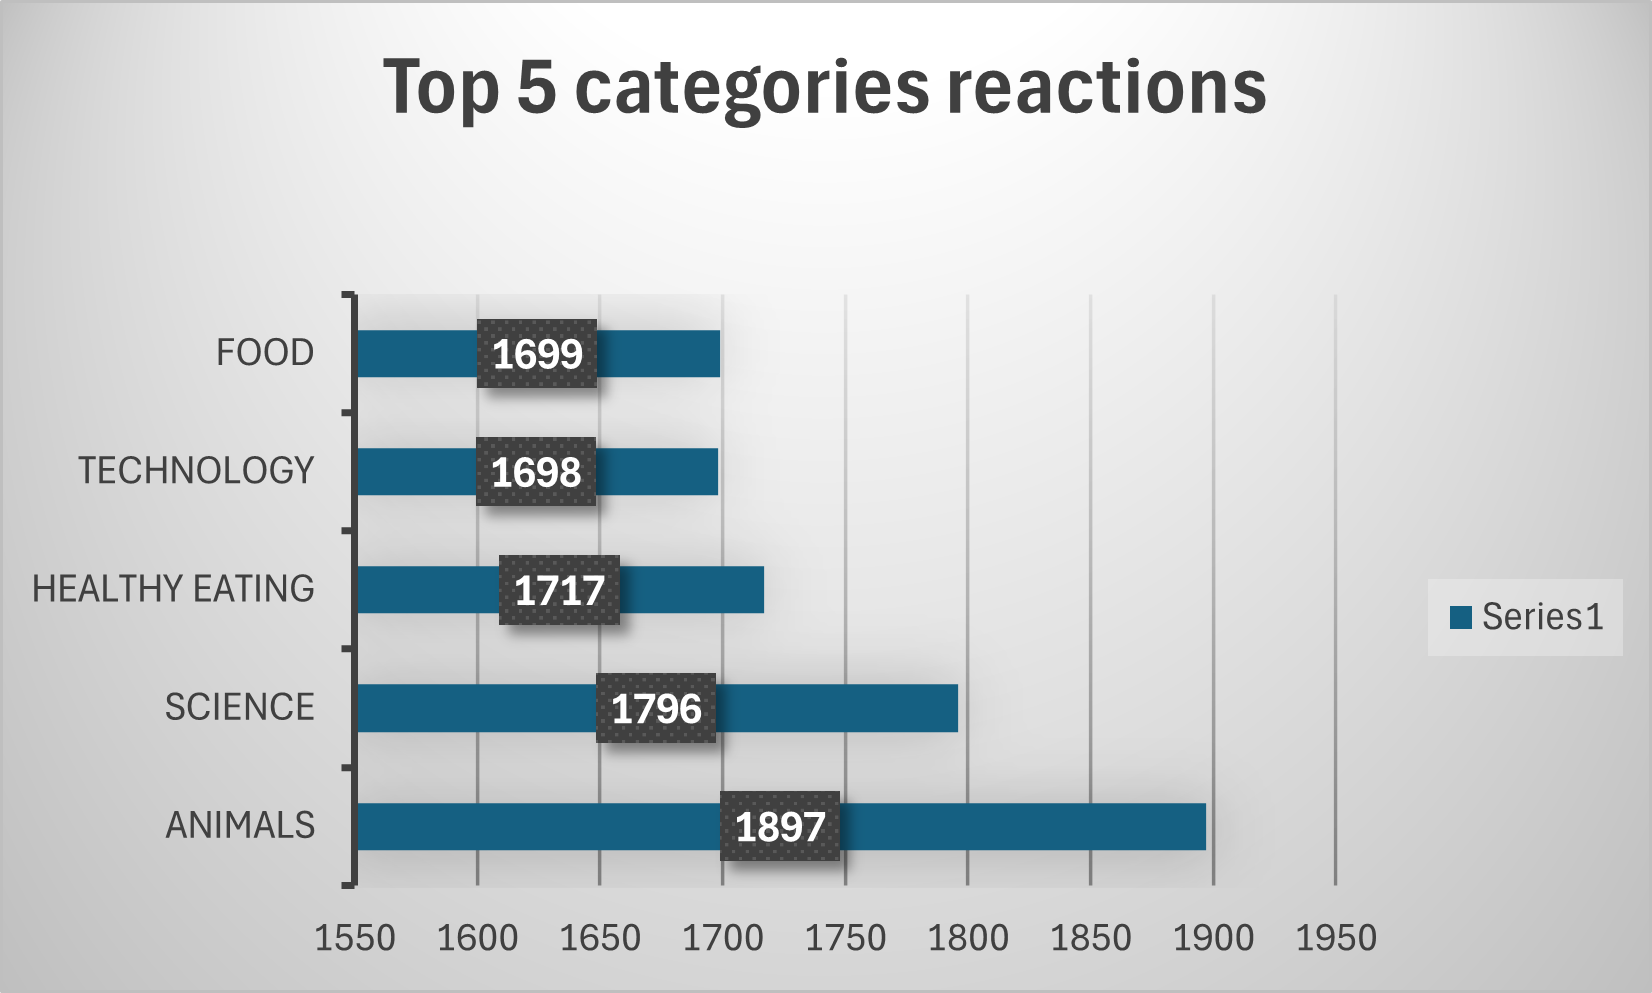 Top 5 categories reactions
FOOD
1699
TECHNOLOGY
1698
HEALTHY EATING
1717
Series1
SCIENCE
1796
ANIMALS
1897
1550 1600 1650 1700 1750 1800 1850 1900 1950